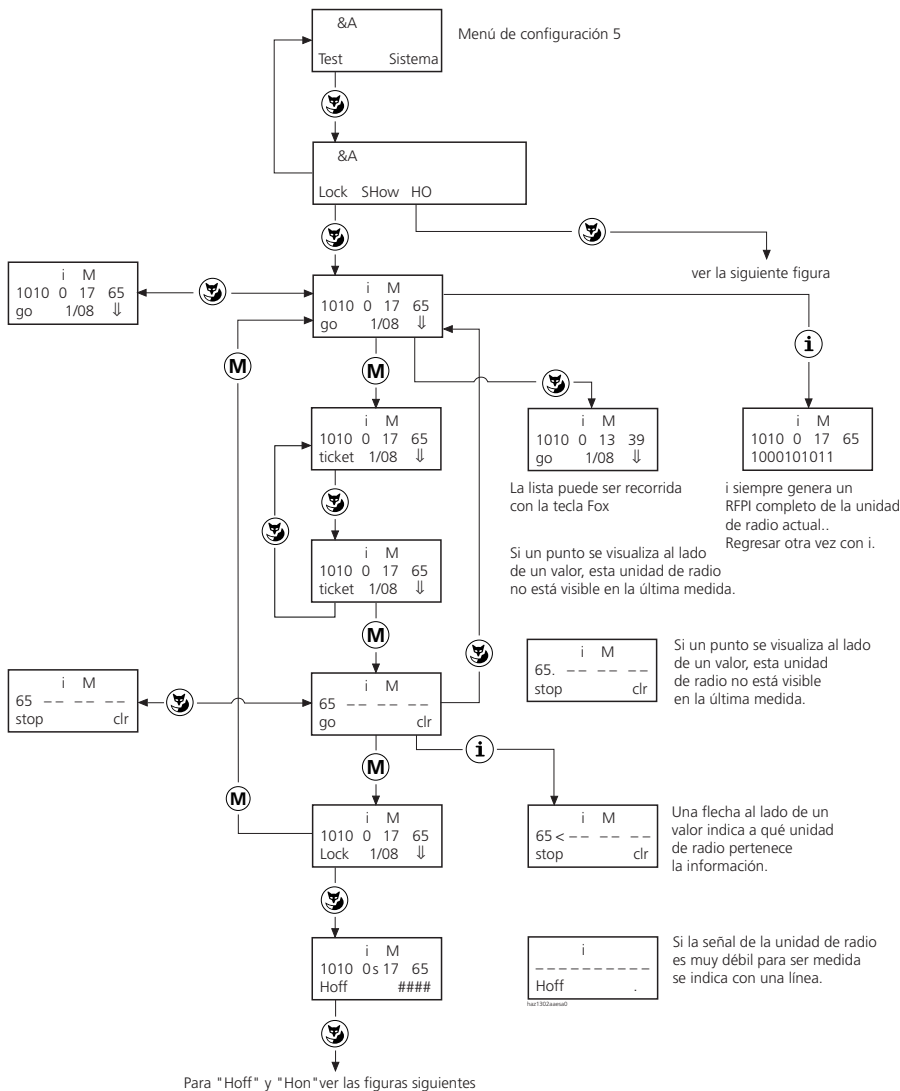 &A
Test Sistema
Menú de configuración 5
&A
Lock SHow HO
ver la siguiente figura
i M
1010 0 17 65
go 1/08 ⇓
i M
1010 0 17 65
go 1/08 ⇓
M
M
i
i M
1010 0 13 39
go 1/08 ⇓
i M
1010 0 17 65
1000101011
i M
1010 0 17 65
ticket 1/08 ⇓
La lista puede ser recorrida
con la tecla Fox
i siempre genera un
RFPI completo de la unidad
de radio actual..
Regresar otra vez con i.
Si un punto se visualiza al lado
de un valor, esta unidad de radio
no está visible en la última medida.
i M
1010 0 17 65
ticket 1/08 ⇓
M
i M
65 -- -- --
stop clr
i M
65 -- -- --
go clr
i M
65. -- -- --
stop clr
Si un punto se visualiza al lado
de un valor, esta unidad
de radio no está visible
en la última medida.
i
M
M
i M
1010 0 17 65
Lock 1/08 ⇓
i M
65 < -- -- --
stop clr
Una flecha al lado de un
valor indica a qué unidad
de radio pertenece
la información.
i M
1010 0s 17 65
Hoff ####
i
----------
Hoff .
Si la señal de la unidad de radio
es muy débil para ser medida
se indica con una línea.
haz1302aaesa0
Para "Hoff" y "Hon"ver las figuras siguientes